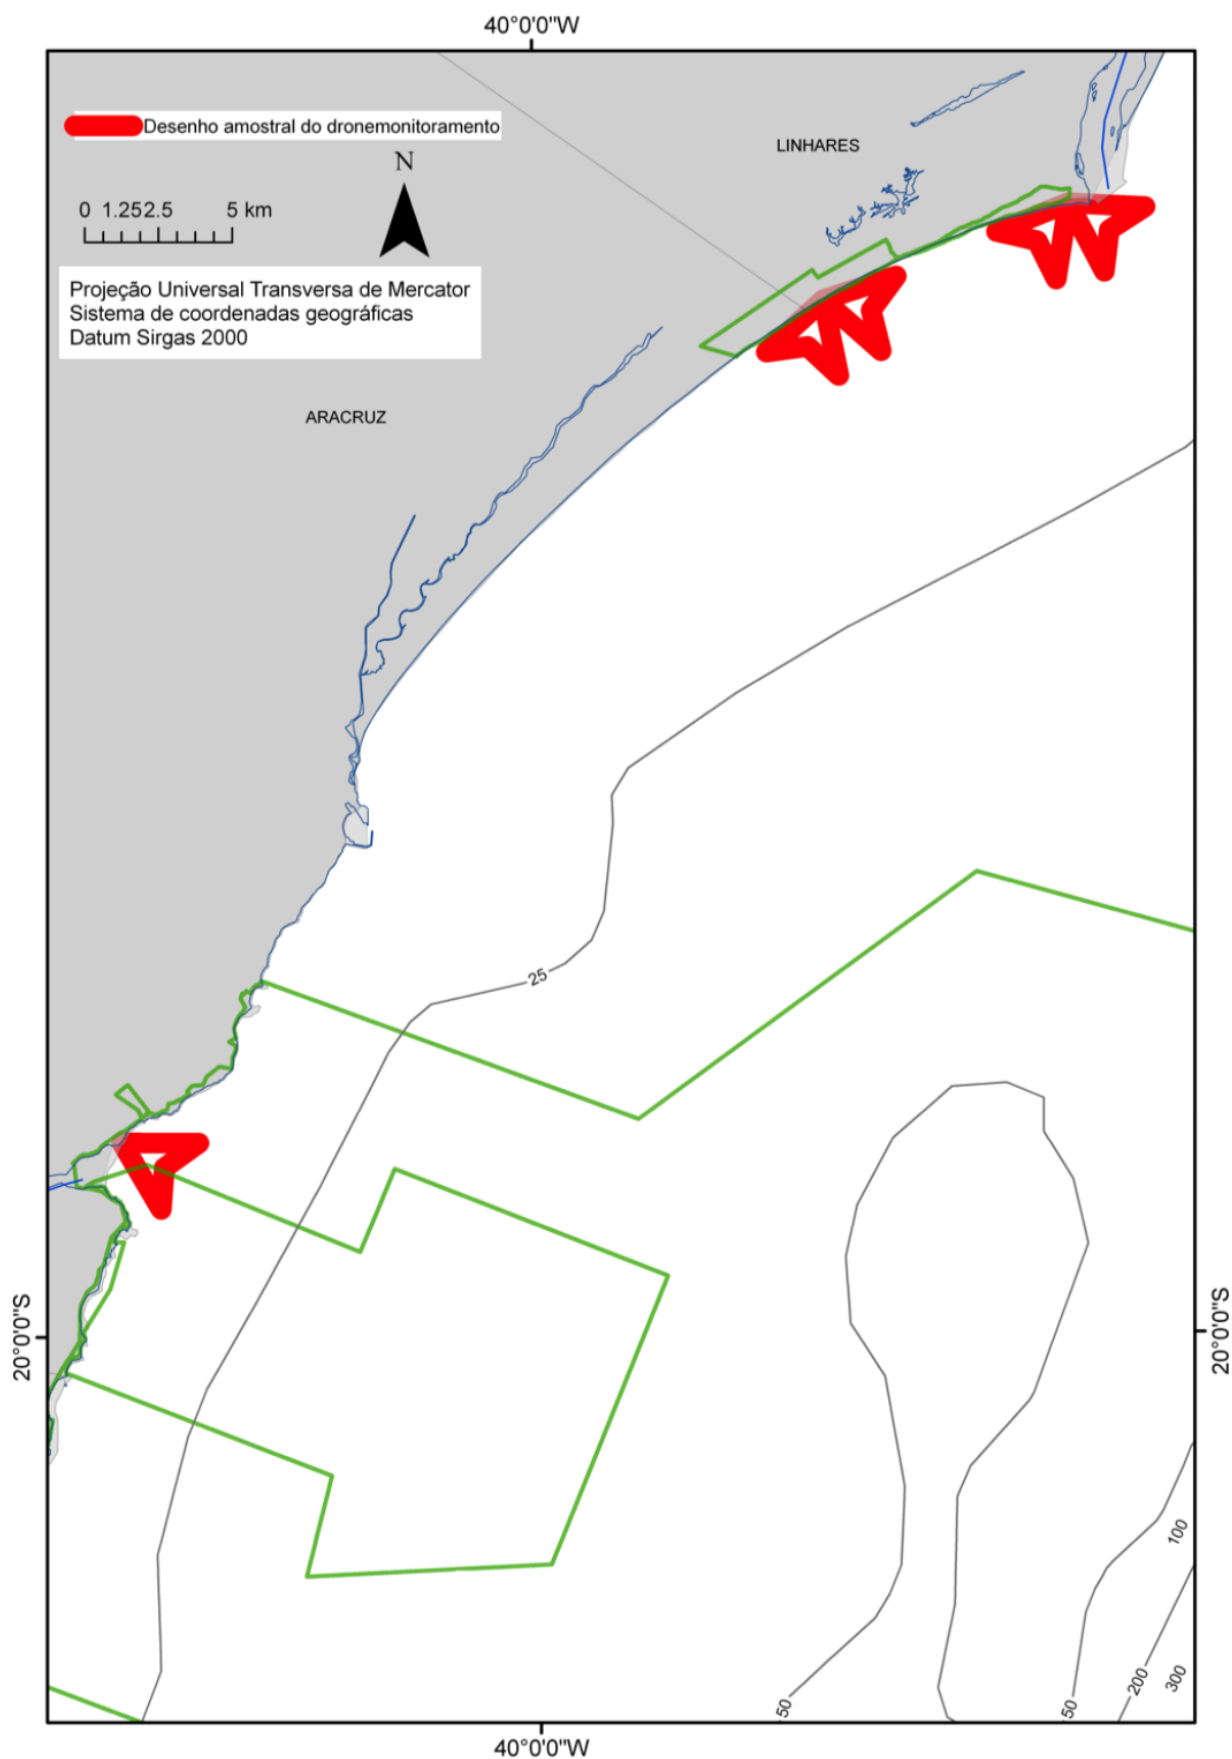 40°0'0"W
Desenho amostral do dronemonitoramento
LINHARES
N
0 1.252.5 5 km
Projeção Universal Transversa de Mercator
Sistema de coordenadas geográficas
Datum Sirgas 2000
ARACRUZ
25
20°0'0"S
20°0'0"S
100
200
300
50
50
40°0'0"W